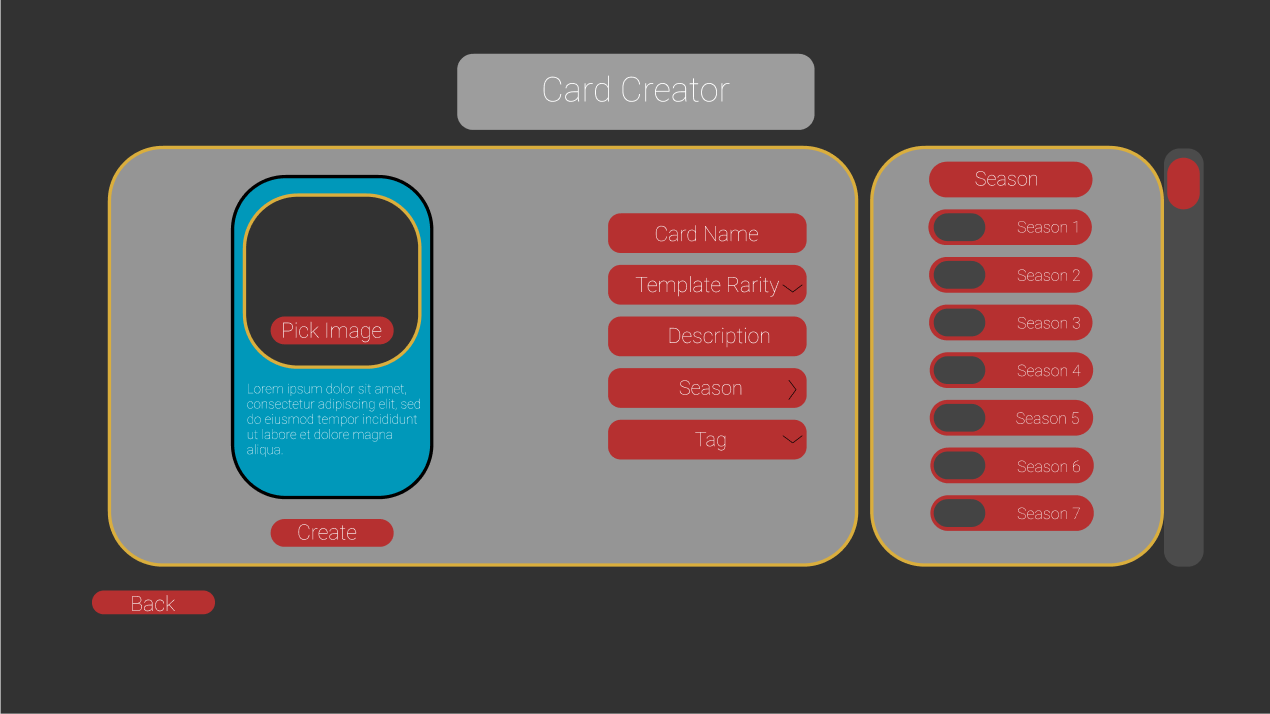 Card Creator
Pick Image
Lorem ipsum dolor sit amet,
consectetur adipiscing elit, sed
do eiusmod tempor incididunt
ut labore et dolore magna
aliqua.
Create
Card Name
Template Rarity
Description
Season
Tag
Season
Season 1
Season 2
Season 3
Season 4
Season 5
Season 6
Season 7
Back